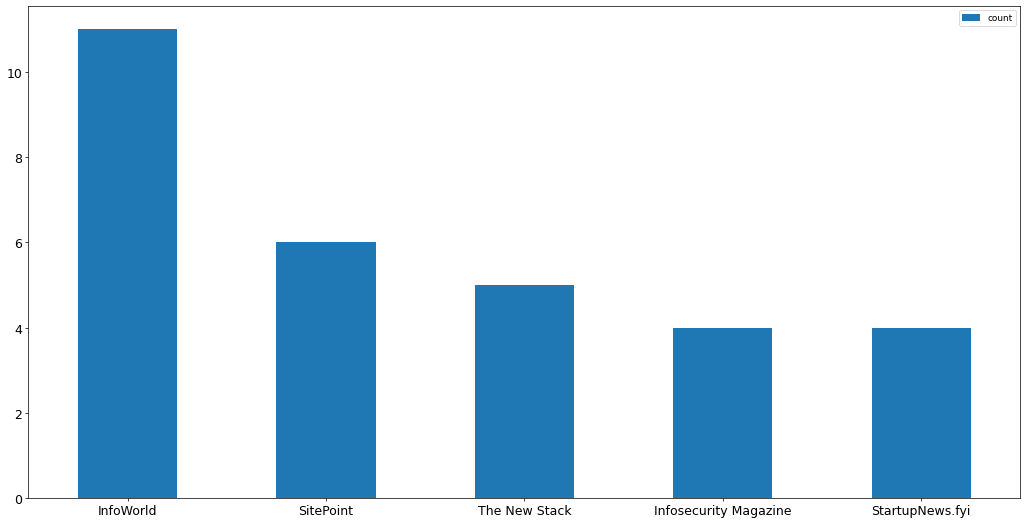 count
10
8
6
4
2
0
InfoWorld
SitePoint
The New Stack
Infosecurity Magazine
StartupNews.fyi